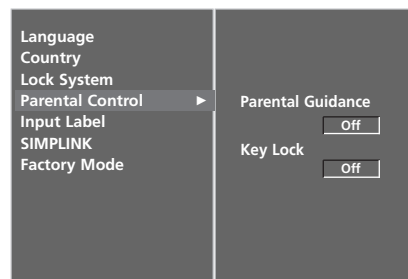 Language
Country
Lock System
Parental Control ►
Input Label
SIMPLINK
Factory Mode
Parental Guidance
Off
Key Lock
Off